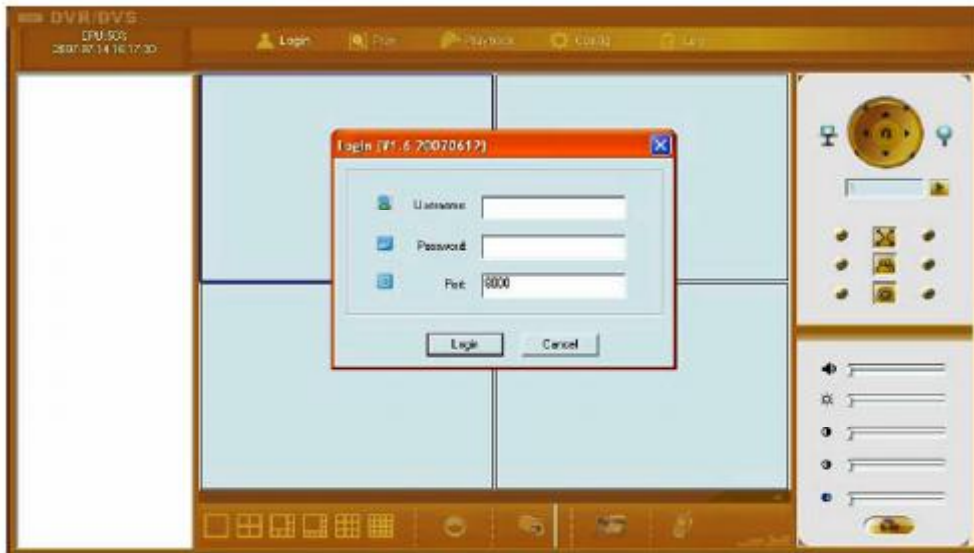 DVR/DVS
CPU:50%
2007.07.14 16:17:30
Login
Playback
Config
Log
Login (V1.6 20070612)
Username
Password
Port
8000
Login
Cancel